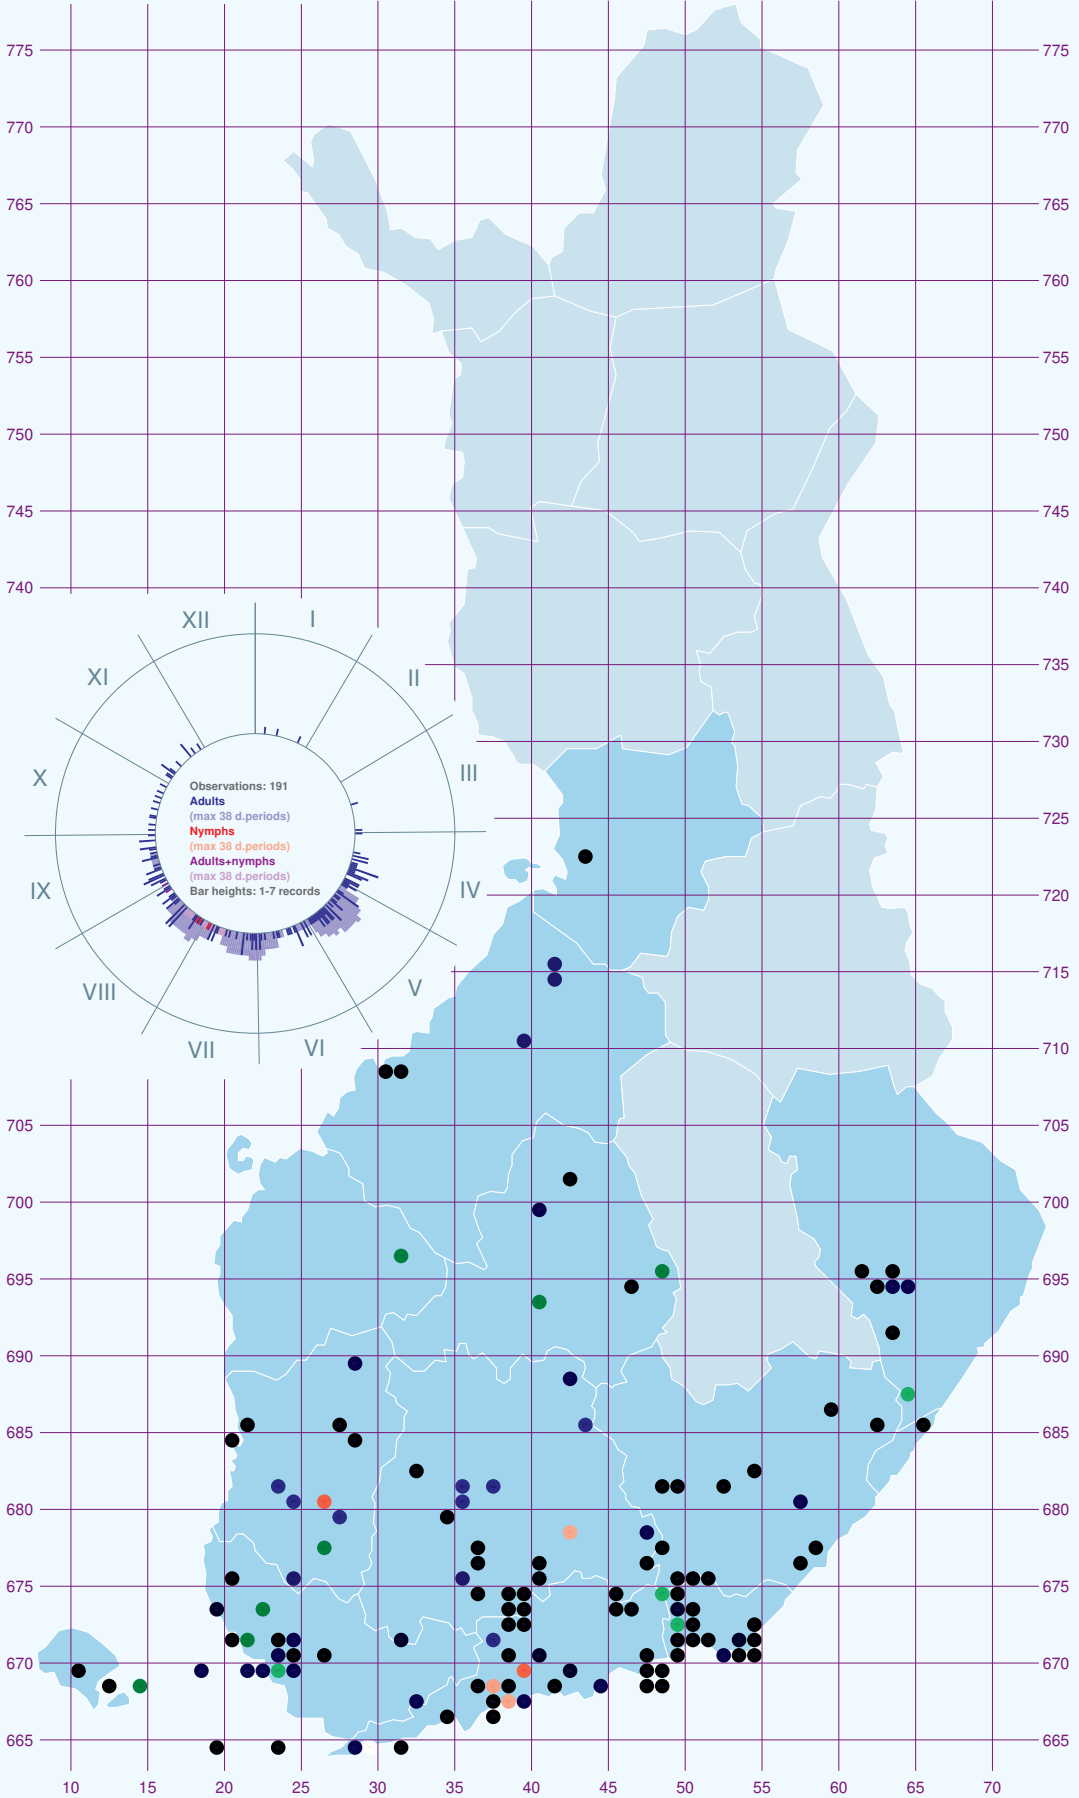 775 775
770 770
765 765
760 760
755 755
750 750
745 745
740 740
XII I
XI II
735
730
X III
Observations: 191
Adults
(max 38 d.periods)
Nymphs
(max 38 d.periods)
Adults+nymphs
(max 38 d.periods)
Bar heights: 1-7 records
725
IX IV
720
VIII V
715
VII VI
710
705 705
700 700
695 695
690 690
685 685
680 680
675 675
670 670
665 665
10 15 20 25 30 35 40 45 50 55 60 65 70